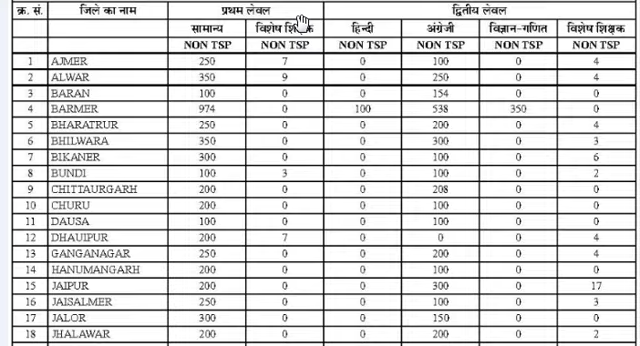 क्र. सं. जिले का नाम प्रथम लेवल द्वितीय लेवल
सामान्य विशेष शिक्षक हिन्दी अंग्रेजी विज्ञान-गणित विशेष शिक्षक
NON TSP NON TSP NON TSP NON TSP NON TSP NON TSP
1 AJMER 250 7 0 100 0 4
2 ALWAR 350 9 0 250 0 4
3 BARAN 100 0 0 154 0 0
4 BARMER 974 0 100 538 350 0
5 BHARATRUR 250 0 0 200 0 4
6 BHILWARA 350 0 0 300 0 3
7 BIKANER 300 0 0 100 0 6
8 BUNDI 100 3 0 100 0 2
9 CHITTAURGARH 200 0 0 208 0 0
10 CHURU 200 0 0 100 0 0
11 DAUSA 100 0 0 100 0 0
12 DHAUIPUR 200 7 0 0 0 4
13 GANGANAGAR 250 0 0 200 0 4
14 HANUMANGARH 200 0 0 100 0 0
15 JAIPUR 200 0 0 300 0 17
16 JAISALMER 250 0 0 100 0 3
17 JALOR 300 0 0 150 0 0
18 JHALAWAR 200 0 0 200 0 2